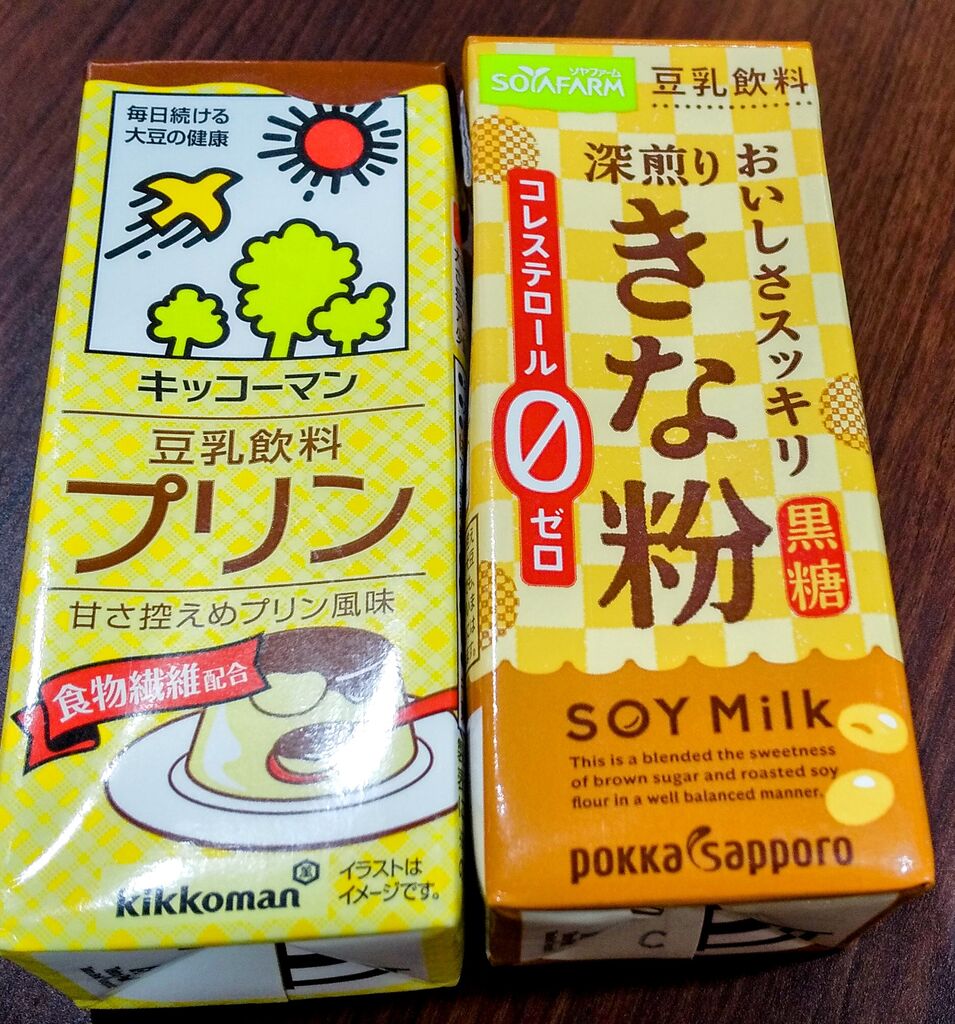 毎日続ける
大豆の健康
キッコーマン
豆乳飲料
プリン
甘さ控えめプリン風味
食物繊維配合
kikkoman
イラストは
イメージです。
ソヤファーム
SOYAFARM
豆乳飲料
おいしさスッキリ
深煎り
きな粉
黒糖
コレステロール
0
ゼロ
SOY Milk
This is a blended the sweetness
of brown sugar and roasted soy
flour in a well balanced manner.
pokka sapporo